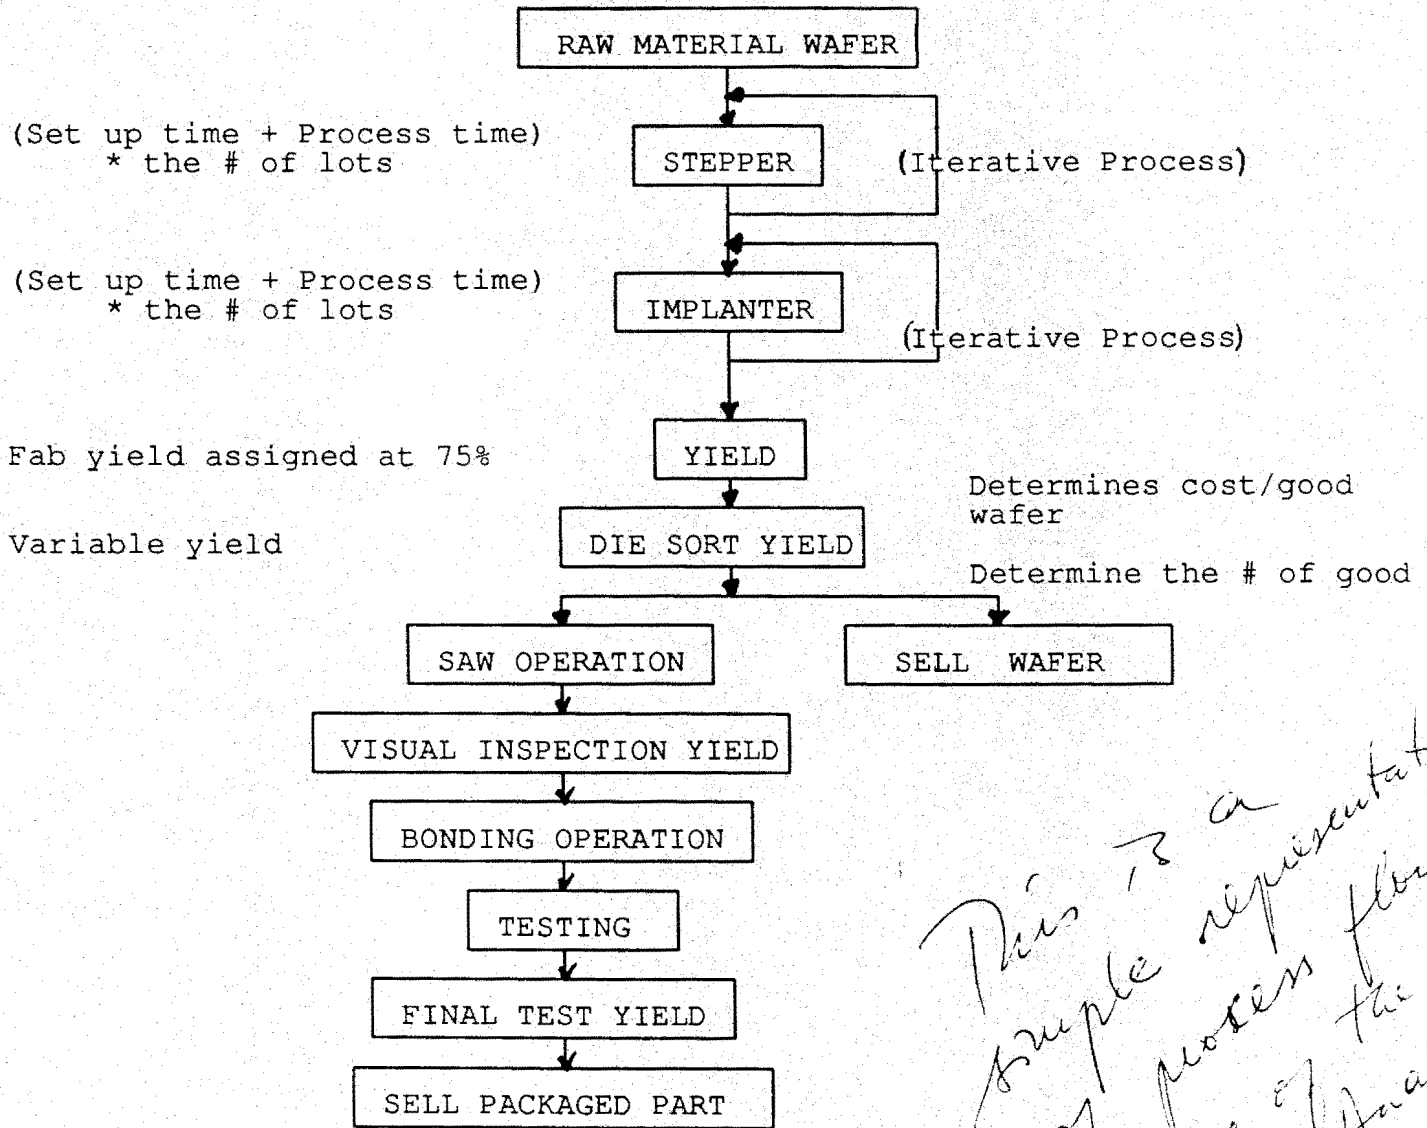 RAW MATERIAL WAFER
(Set up time + Process time)
* the # of lots
STEPPER
(Iterative Process)
(Set up time + Process time)
* the # of lots
IMPLANTER
(Iterative Process)
Fab yield assigned at 75%
YIELD
Determines cost/good
wafer
Variable yield
DIE SORT YIELD
Determine the # of good
SAW OPERATION
SELL WAFER
VISUAL INSPECTION YIELD
BONDING OPERATION
TESTING
FINAL TEST YIELD
SELL PACKAGED PART
This is a
simple representat
of process flow
of the